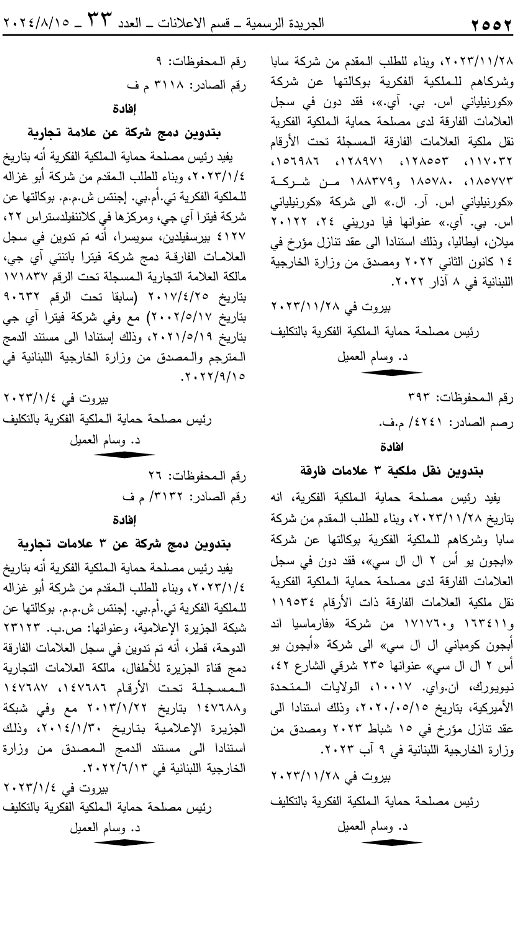 ٢٥٥٢
الجريدة الرسمية ـ قسم الاعلانات ـ العدد ٣٣ ـ ٢٠٢٤/٨/١٥
٢٠٢٣/١١/٢٨، وبناء للطلب المقدم من شركة سابا
وشركاهم للملكية الفكرية بوكالتها عن شركة
«كورنيلياني اس. بي. آي.»، فقد دون في سجل
العلامات الفارقة لدى مصلحة حماية الملكية الفكرية
نقل ملكية العلامات الفارقة المسجلة تحت الأرقام
١١٧٠٣٢، ١٢٨٥٥٣، ١٢٨٩٧١، ١٥٦٩٨٦،
١٨٥٧٧٣، ١٨٥٧٨٠ و١٨٨٣٧٩ مـن شركـة
«كورنيلياني اس. آر. ال.» الى شركة «كورنيلياني
اس. بي. آي.» عنوانها فيا دوريني ٢٤، ٢٠١٢٢
ميلان، ايطاليا، وذلك استنادا الى عقد تنازل مؤرخ في
١٤ كانون الثاني ٢٠٢٢ ومصدق من وزارة الخارجية
اللبنانية في ٨ آذار ٢٠٢٢.
بيروت في ٢٠٢٣/١١/٢٨
رئيس مصلحة حماية الملكية الفكرية بالتكليف
د. وسام العميل
رقم المحفوظات: ٣٩٣
رصم الصادر: ٤٢٤١/ م.ف.
افادة
بتدوين نقل ملكية ٣ علامات فارقة
يفيد رئيس مصلحة حماية الملكية الفكرية، انه
بتاريخ ٢٠٢٣/١١/٢٨، وبناء للطلب المقدم من شركة
سابا وشركاهم للملكية الفكرية بوكالتها عن شركة
«ابجون يو أس ٢ ال ال سي»، فقد دون في سجل
العلامات الفارقة لدى مصلحة حماية الملكية الفكرية
نقل ملكية العلامات الفارقة ذات الأرقام ١١٩٥٣٤
و١٦٣٤١١ و١٧١٧٦٠ من شركة «فارماسيا اند
أبجون كومباني ال ال سي» الى شركة «أبجون يو
أس ٢ ال ال سي» عنوانها ٢٣٥ شرقي الشارع ٤٢،
نيويورك، ان.واي. ١٠٠١٧، الولايات المتحدة
الأميركية، بتاريخ ٢٠٢٠/٠٥/١٥، وذلك استنادا الى
عقد تنازل مؤرخ في ١٥ شباط ٢٠٢٣ ومصدق من
وزارة الخارجية اللبنانية في ٩ آب ٢٠٢٣.
بيروت في ٢٠٢٣/١١/٢٨
رئيس مصلحة حماية الملكية الفكرية بالتكليف
د. وسام العميل
رقم المحفوظات: ٩
رقم الصادر: ٣١١٨ م ف
إفادة
بتدوين دمج شركة عن علامة تجارية
يفيد رئيس مصلحة حماية الملكية الفكرية أنه بتاريخ
٢٠٢٣/١/٤، وبناء للطلب المقدم من شركة أبو غزاله
للملكية الفكرية تي.أم.بي. إجنتس ش.م.م. بوكالتها عن
شركة فيترا آي جي، ومركزها في كلاننفيلدستراس ٢٢،
٤١٢٧ بيرسفيلدين، سويسرا، أنه تم تدوين في سجل
العلامات الفارقة دمج شركة فيترا باتنتي آي جي،
مالكة العلامة التجارية المسجلة تحت الرقم ١٧١٨٣٧
بتاريخ ٢٠١٧/٤/٢٥ (سابقا تحت الرقم ٩٠٦٣٢
بتاريخ ٢٠٠٢/٥/١٧) مع وفي شركة فيترا آي جي
بتاريخ ٢٠٢١/٥/١٩، وذلك إستنادا الى مستند الدمج
المترجم والمصدق من وزارة الخارجية اللبنانية في
٢٠٢٢/٩/١٥.
بيروت في ٢٠٢٣/١/٤
رئيس مصلحة حماية الملكية الفكرية بالتكليف
د. وسام العميل
رقم المحفوظات: ٢٦
رقم الصادر: ٣١٣٢/ م ف
إفادة
بتدوين دمج شركة عن ٣ علامات تجارية
يفيد رئيس مصلحة حماية الملكية الفكرية أنه بتاريخ
٢٠٢٣/١/٤، وبناء للطلب المقدم من شركة أبو غزاله
للملكية الفكرية تي.أم.بي. إجنتس ش.م.م. بوكالتها عن
شبكة الجزيرة الإعلامية، وعنوانها: ص.ب. ٢٣١٢٣
الدوحة، قطر، أنه تم تدوين في سجل العلامات الفارقة
دمج قناة الجزيرة للأطفال، مالكة العلامات التجارية
المسجلة تحت الأرقام ١٤٧٦٨٦، ١٤٧٦٨٧
و١٤٧٦٨٨ بتاريخ ٢٠١٣/١/٢٢ مع وفي شبكة
الجزيرة الإعلامية بتاريخ ٢٠١٤/١/٣٠، وذلك
استنادا الى مستند الدمج المصدق من وزارة
الخارجية اللبنانية في ٢٠٢٢/٦/١٣.
بيروت في ٢٠٢٣/١/٤
رئيس مصلحة حماية الملكية الفكرية بالتكليف
د. وسام العميل